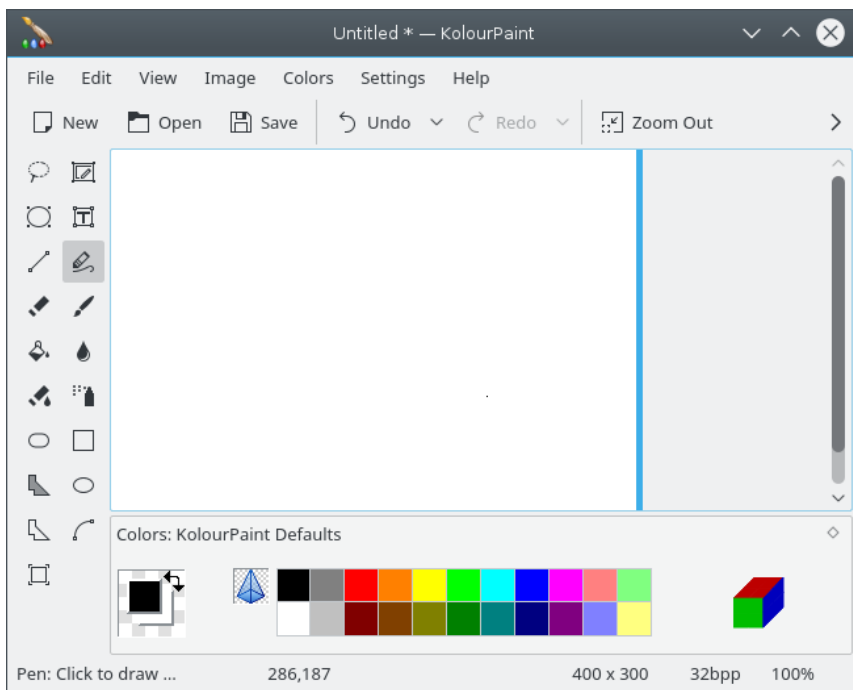 Untitled * — KolourPaint
File Edit View Image Colors Settings Help
New Open Save Undo Redo Zoom Out
T
Colors: KolourPaint Defaults
Pen: Click to draw ... 286,187 400 x 300 32bpp 100%